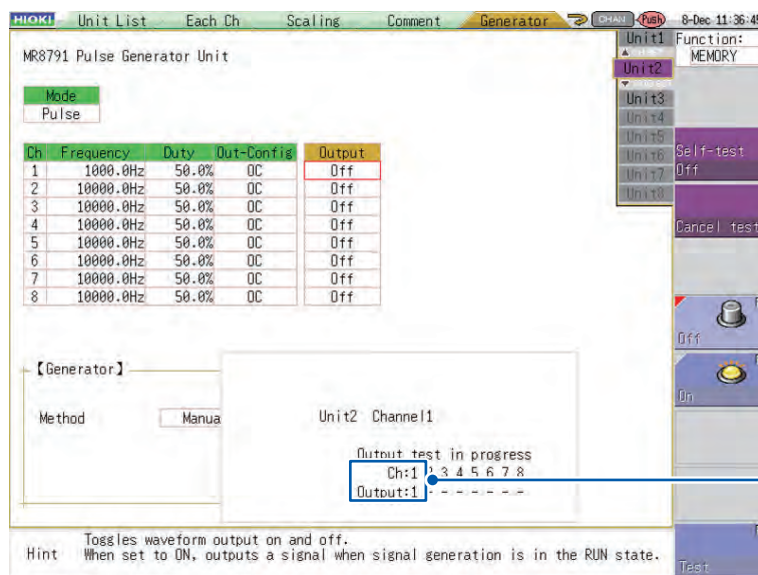 HIOKI Unit List Each Ch Scaling Comment Generator CHAN Push 8-Dec 11:36:45
Unit1
Unit2
Unit3
Unit4
Unit5
Unit6
Unit7
Unit8
Function:
MEMORY
MR8791 Pulse Generator Unit
Mode
Pulse
Ch Frequency Duty Out-Config Output
1 1000.0Hz 50.0% OC Off
2 10000.0Hz 50.0% OC Off
3 10000.0Hz 50.0% OC Off
4 10000.0Hz 50.0% OC Off
5 10000.0Hz 50.0% OC Off
6 10000.0Hz 50.0% OC Off
7 10000.0Hz 50.0% OC Off
8 10000.0Hz 50.0% OC Off
Self-test
Off
Cancel test
Off
On
【Generator】
Method Manua
Unit2 Channel1
Output test in progress
Ch:1 2 3 4 5 6 7 8
Output:1 - - - - - - -
Hint Toggles waveform output on and off.
When set to ON, outputs a signal when signal generation is in the RUN state.
Test